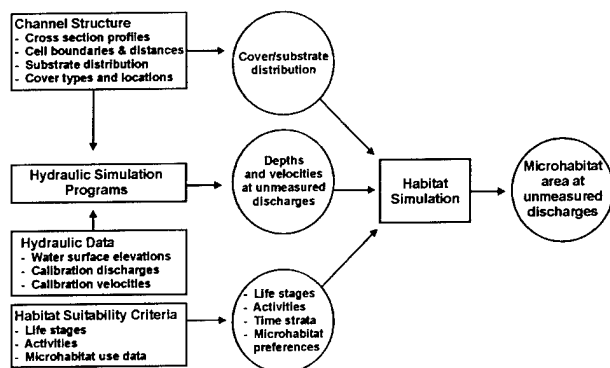 Channel Structure
- Cross section profiles
- Cell boundaries & distances
- Substrate distribution
- Cover types and locations
Cover/substrate
distribution
Hydraulic Simulation
Programs
Depths
and velocities
at unmeasured
discharges
Habitat
Simulation
Microhabitat
area at
unmeasured
discharges
Hydraulic Data
- Water surface elevations
- Calibration discharges
- Calibration velocities
Habitat Suitability Criteria
- Life stages
- Activities
- Microhabitat use data
- Life stages
- Activities
- Time strata
- Microhabitat
preferences